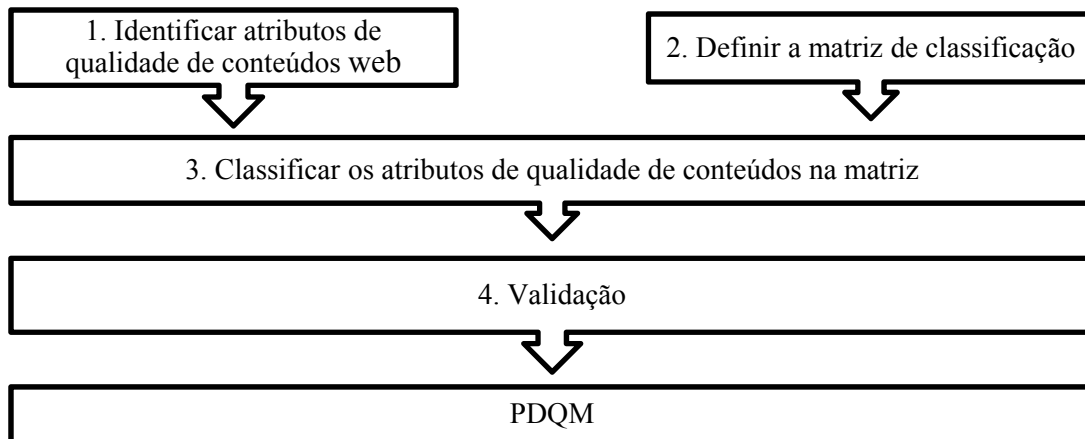 1. Identificar atributos de
qualidade de conteúdos web
2. Definir a matriz de classificação
3. Classificar os atributos de qualidade de conteúdos na matriz
4. Validação
PDQM